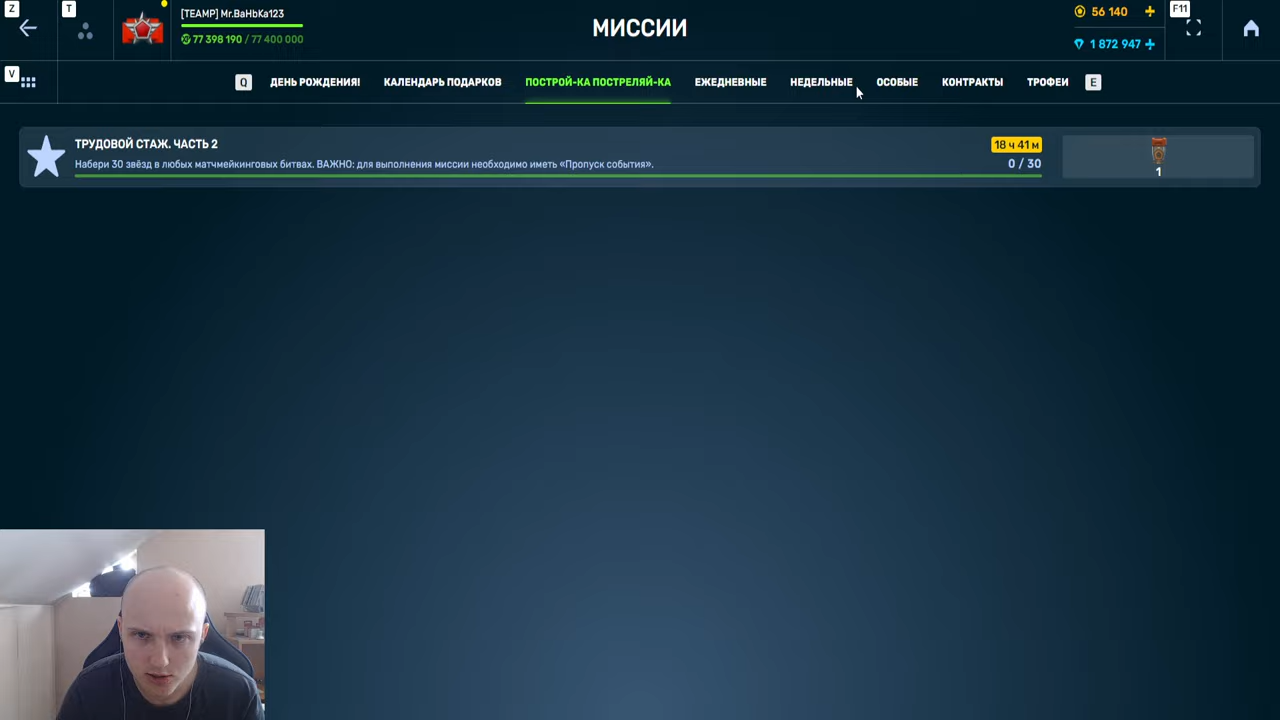 Z
T
[TEAMP] Mr.BaHbKa123
77 398 190 / 77 400 000
МИССИИ
56 140 +
1 872 947 +
F11
V
Q
ДЕНЬ РОЖДЕНИЯ!
КАЛЕНДАРЬ ПОДАРКОВ
ПОСТРОЙ-КА ПОСТРЕЛЯЙ-КА
ЕЖЕДНЕВНЫЕ
НЕДЕЛЬНЫЕ
ОСОБЫЕ
КОНТРАКТЫ
ТРОФЕИ
E
ТРУДОВОЙ СТАЖ. ЧАСТЬ 2
18 ч 41 м
Набери 30 звёзд в любых матчмейкинговых битвах. ВАЖНО: для выполнения миссии необходимо иметь «Пропуск события».
0 / 30
1